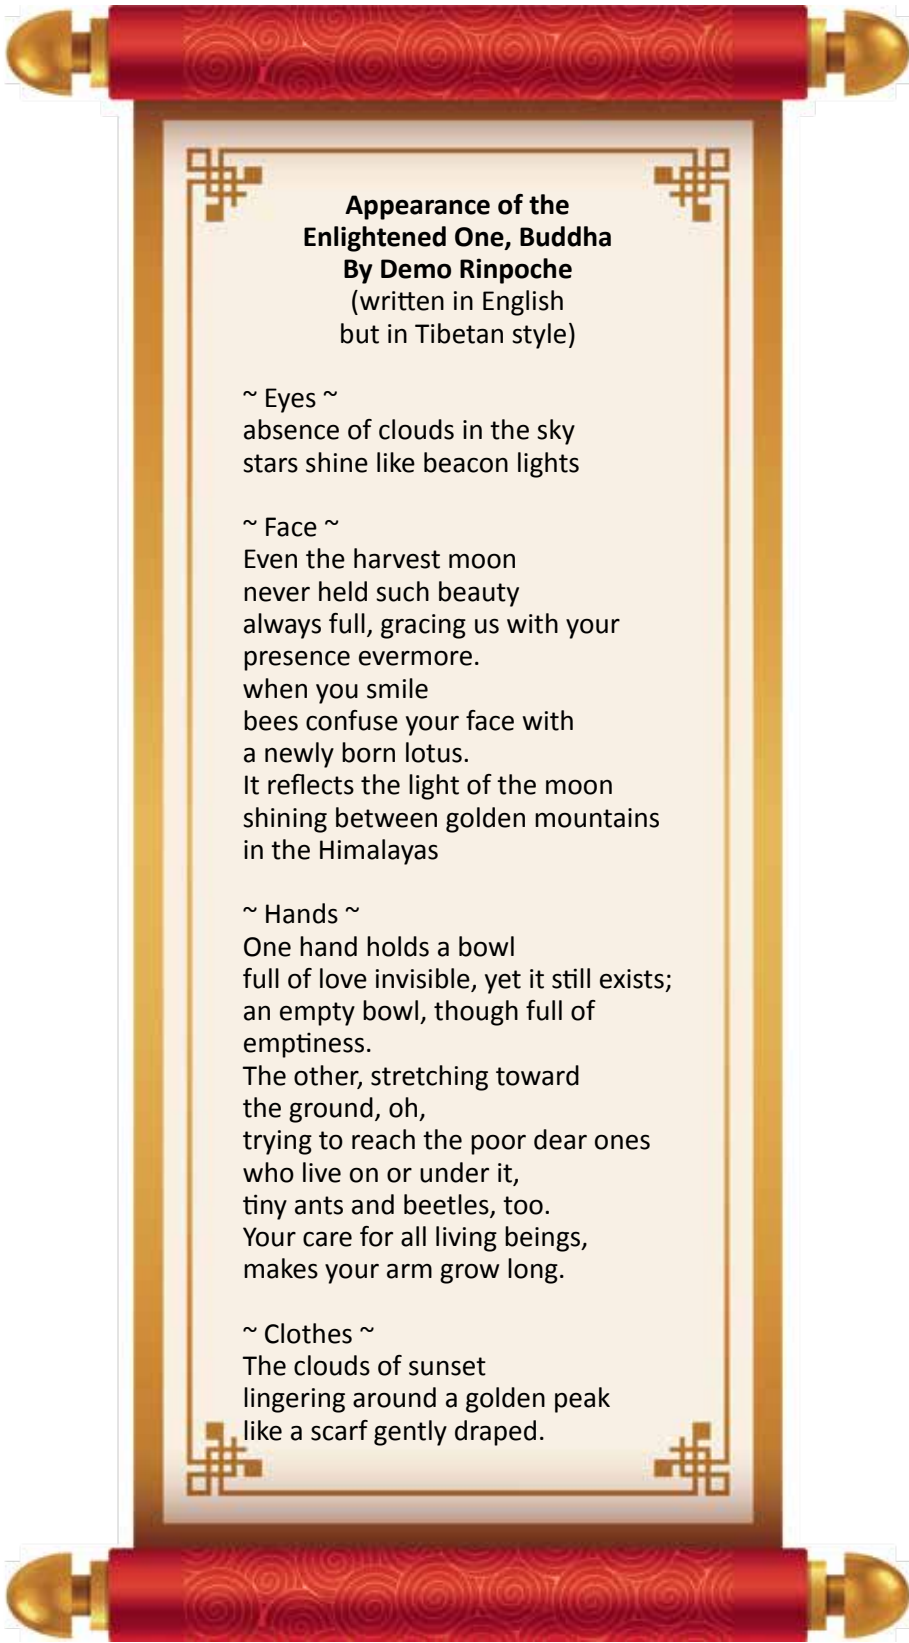 Appearance of the
Enlightened One, Buddha
By Demo Rinpoche
(written in English
but in Tibetan style)
~ Eyes ~
absence of clouds in the sky
stars shine like beacon lights
~ Face ~
Even the harvest moon
never held such beauty
always full, gracing us with your
presence evermore.
when you smile
bees confuse your face with
a newly born lotus.
It reflects the light of the moon
shining between golden mountains
in the Himalayas
~ Hands ~
One hand holds a bowl
full of love invisible, yet it still exists;
an empty bowl, though full of
emptiness.
The other, stretching toward
the ground, oh,
trying to reach the poor dear ones
who live on or under it,
tiny ants and beetles, too.
Your care for all living beings,
makes your arm grow long.
~ Clothes ~
The clouds of sunset
lingering around a golden peak
like a scarf gently draped.